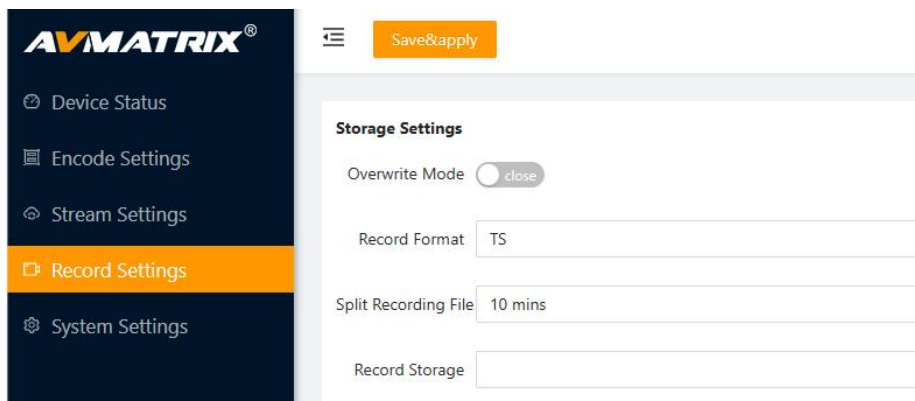 AVMATRIX®
Save&apply
Device Status
Encode Settings
Stream Settings
Record Settings
System Settings
Storage Settings
Overwrite Mode close
Record Format TS
Split Recording File 10 mins
Record Storage